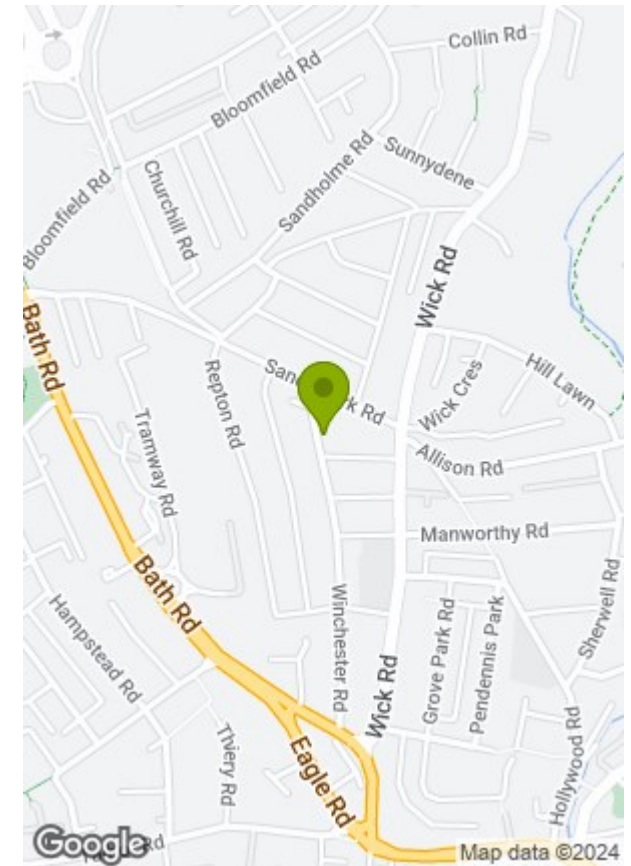 Collin Rd
Bloomfield Rd
Sunnydene
Sandholme Rd
Churchill Rd
Bloomfield Rd
Wick Rd
Bath Rd
Hill Lawn
Wick Cres
Repton Rd
Tramway Rd
Allison Rd
Manworthy Rd
Bath Rd
Winchester Rd
Grove Park Rd
Pendennis Park
Sherwell Rd
Hampstead Rd
Wick Rd
Thiery Rd
Eagle Rd
Hollywood Rd
Rd
Google
Map data ©2024